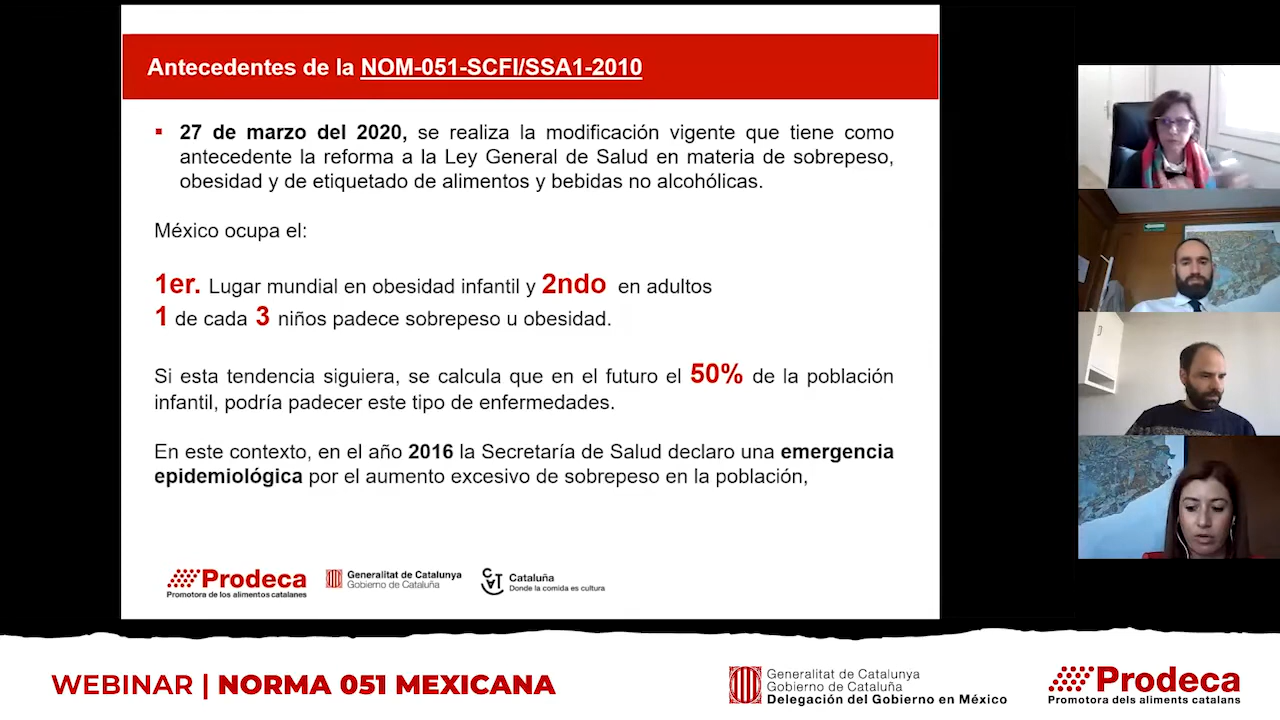 Antecedentes de la NOM-051-SCFI/SSA1-2010
27 de marzo del 2020, se realiza la modificación vigente que tiene como
antecedente la reforma a la Ley General de Salud en materia de sobrepeso,
obesidad y de etiquetado de alimentos y bebidas no alcohólicas.
México ocupa el:
1er. Lugar mundial en obesidad infantil y 2ndo en adultos
1 de cada 3 niños padece sobrepeso u obesidad.
Si esta tendencia siguiera, se calcula que en el futuro el 50% de la población
infantil, podría padecer este tipo de enfermedades.
En este contexto, en el año 2016 la Secretaría de Salud declaro una emergencia
epidemiológica por el aumento excesivo de sobrepeso en la población,
Prodeca
Promotora de los alimentos catalanes
Generalitat de Catalunya
Gobierno de Cataluña
CAT
Cataluña
Donde la comida es cultura
WEBINAR | NORMA 051 MEXICANA
Generalitat de Catalunya
Gobierno de Cataluña
Delegación del Gobierno en México
Prodeca
Promotora dels aliments catalans